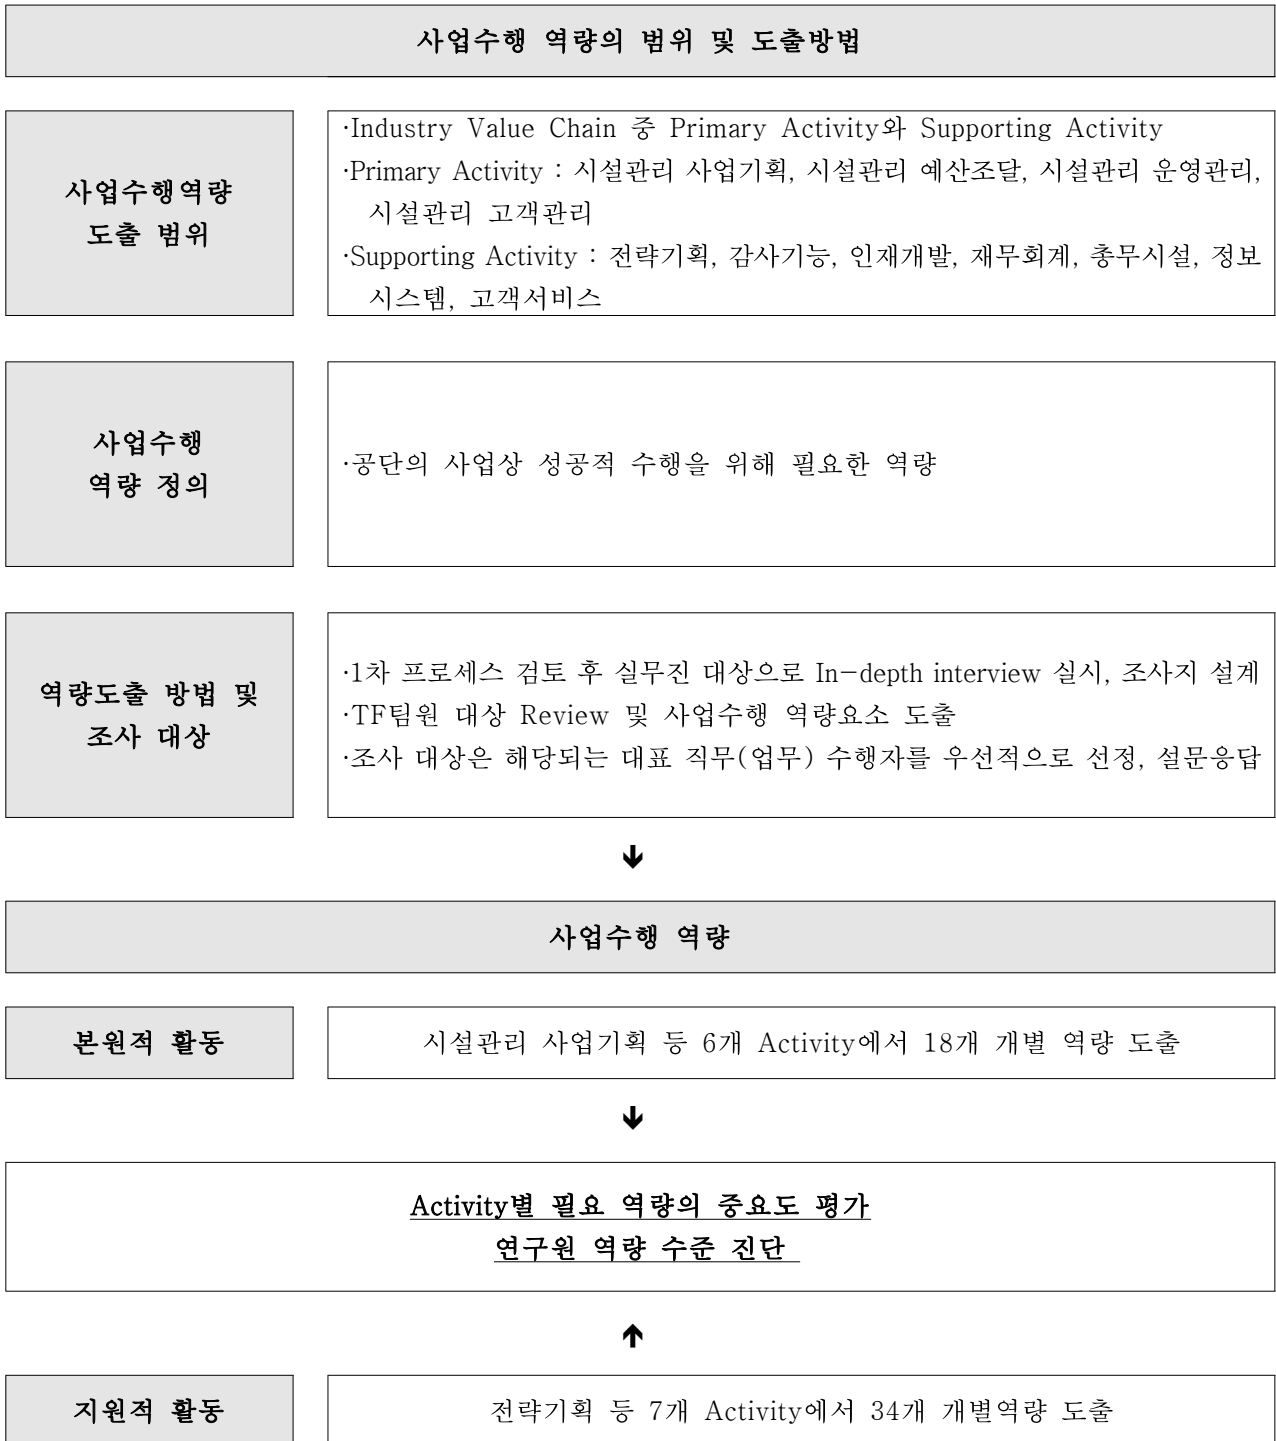 사업수행 역량의 범위 및 도출방법
사업수행역량
도출 범위
·Industry Value Chain 중 Primary Activity와 Supporting Activity
·Primary Activity : 시설관리 사업기획, 시설관리 예산조달, 시설관리 운영관리,
시설관리 고객관리
·Supporting Activity : 전략기획, 감사기능, 인재개발, 재무회계, 총무시설, 정보
시스템, 고객서비스
사업수행
역량 정의
·공단의 사업상 성공적 수행을 위해 필요한 역량
역량도출 방법 및
조사 대상
·1차 프로세스 검토 후 실무진 대상으로 In-depth interview 실시, 조사지 설계
·TF팀원 대상 Review 및 사업수행 역량요소 도출
·조사 대상은 해당되는 대표 직무(업무) 수행자를 우선적으로 선정, 설문응답
🡻
사업수행 역량
본원적 활동
시설관리 사업기획 등 6개 Activity에서 18개 개별 역량 도출
🡻
Activity별 필요 역량의 중요도 평가
연구원 역량 수준 진단
🡹
지원적 활동
전략기획 등 7개 Activity에서 34개 개별역량 도출